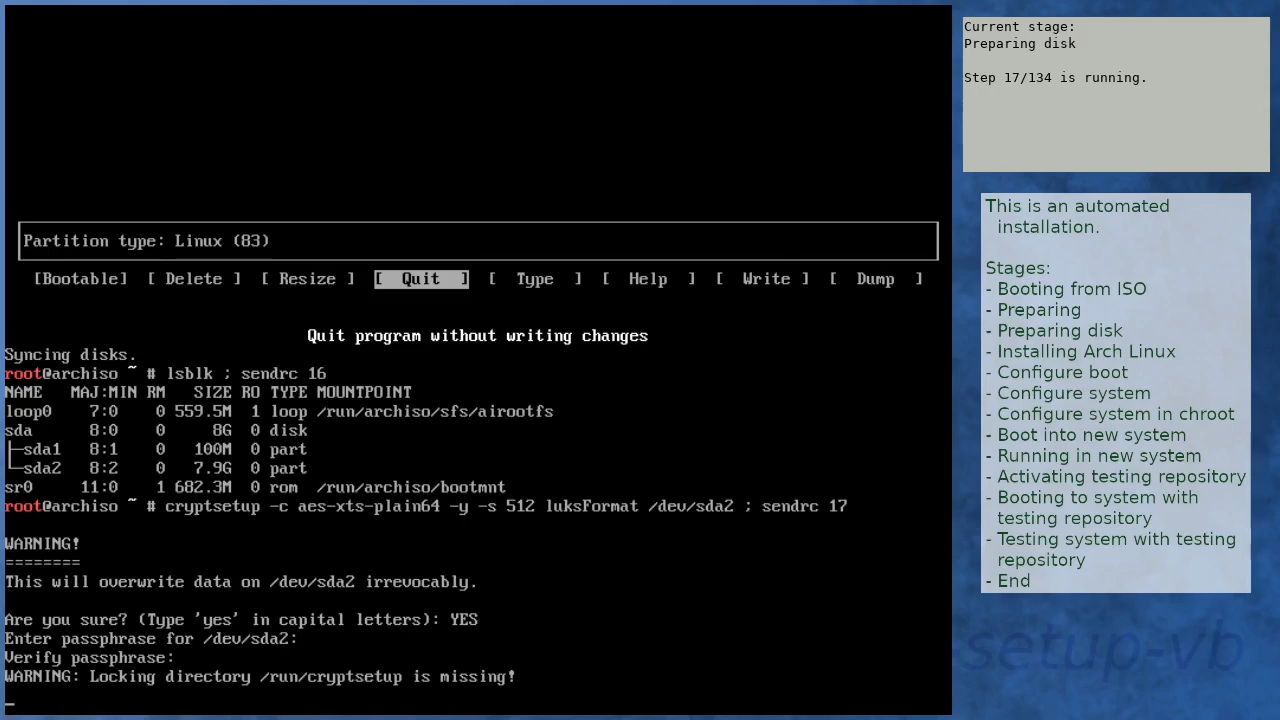 Partition type: Linux (83)
[Bootable] [ Delete ] [ Resize ] [ Quit ] [ Type ] [ Help ] [ Write ] [ Dump ]
Quit program without writing changes
Syncing disks.
root@archiso ~ # lsblk ; sendrc 16
NAME MAJ:MIN RM SIZE RO TYPE MOUNTPOINT
loop0 7:0 0 559.5M 1 loop /run/archiso/sfs/airootfs
sda 8:0 0 8G 0 disk
├─sda1 8:1 0 100M 0 part
└─sda2 8:2 0 7.9G 0 part
sr0 11:0 1 682.3M 0 rom /run/archiso/bootmnt
root@archiso ~ # cryptsetup -c aes-xts-plain64 -y -s 512 luksFormat /dev/sda2 ; sendrc 17
WARNING!
========
This will overwrite data on /dev/sda2 irrevocably.
Are you sure? (Type 'yes' in capital letters): YES
Enter passphrase for /dev/sda2:
Verify passphrase:
WARNING: Locking directory /run/cryptsetup is missing!
_
Current stage:
Preparing disk
Step 17/134 is running.
This is an automated
installation.
Stages:
- Booting from ISO
- Preparing
- Preparing disk
- Installing Arch Linux
- Configure boot
- Configure system
- Configure system in chroot
- Boot into new system
- Running in new system
- Activating testing repository
- Booting to system with
testing repository
- Testing system with testing
repository
- End
-setup-vb